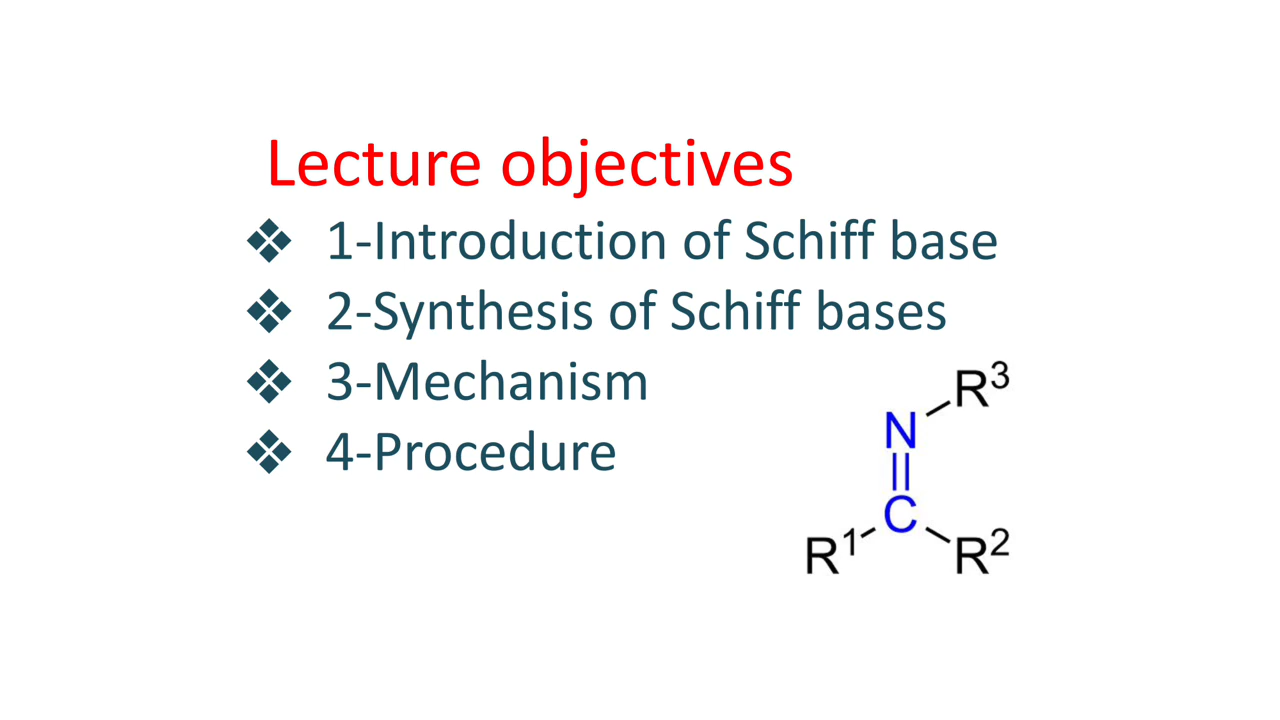 Lecture objectives
❖ 1-Introduction of Schiff base
❖ 2-Synthesis of Schiff bases
❖ 3-Mechanism
❖ 4-Procedure
R³
N
C
R¹ R²